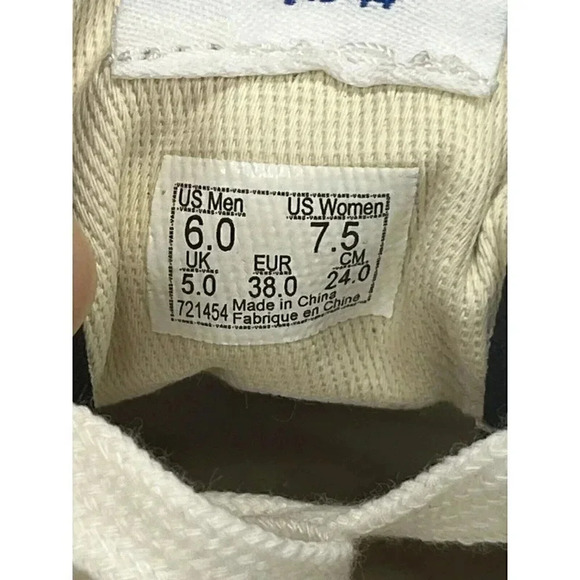 US Men US Women
6.0 7.5
UK EUR CM
5.0 38.0 24.0
721454 Made in China
Fabrique en Chine